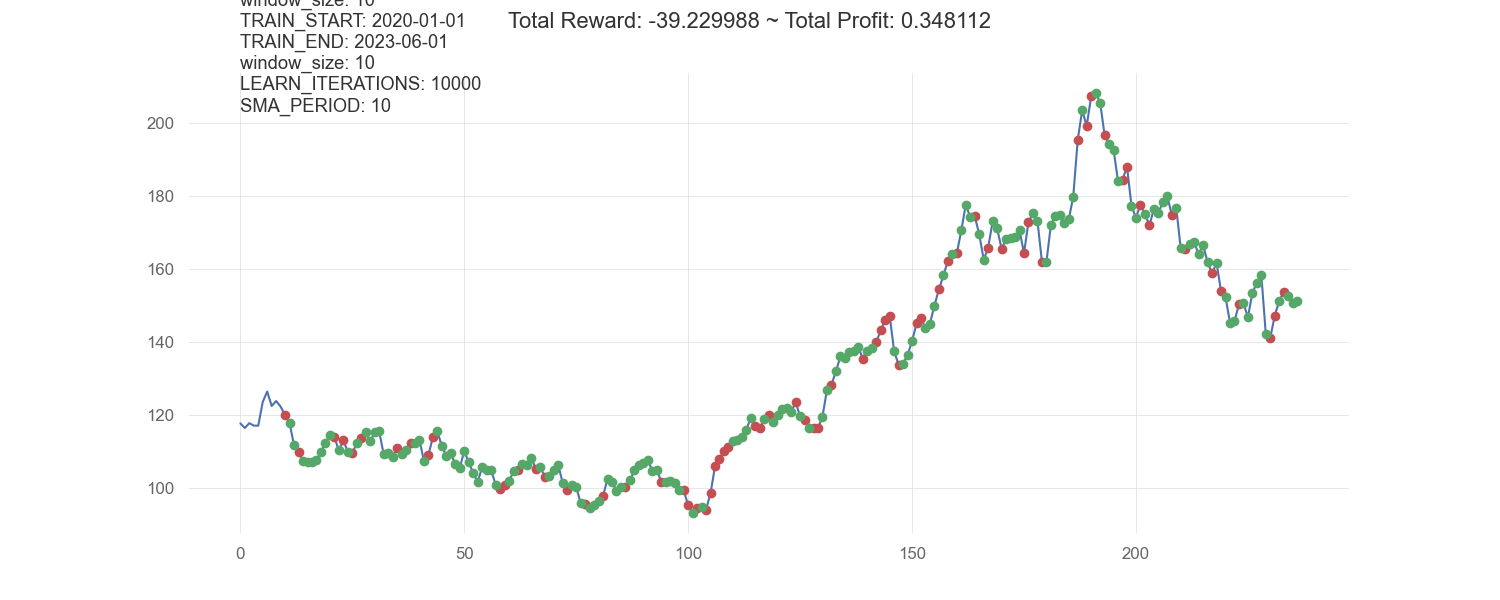 window_size: 10
TRAIN_START: 2020-01-01
Total Reward: -39.229988 ~ Total Profit: 0.348112
TRAIN_END: 2023-06-01
window_size: 10
LEARN_ITERATIONS: 10000
SMA_PERIOD: 10
200
180
160
140
120
100
0
50
100
150
200